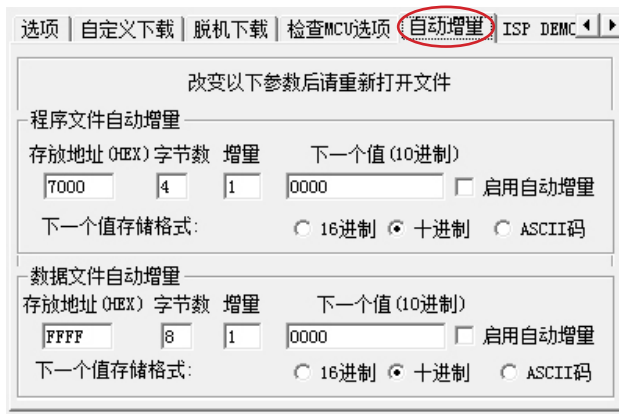 选项 自定义下载 脱机下载 检查MCU选项 自动增量 ISP DEMO
改变以下参数后请重新打开文件
程序文件自动增量
存放地址(HEX) 字节数 增量 下一个值(10进制)
7000 4 1 0000 启用自动增量
下一个值存储格式: 16进制 十进制 ASCII码
数据文件自动增量
存放地址(HEX) 字节数 增量 下一个值(10进制)
FFFF 8 1 0000 启用自动增量
下一个值存储格式: 16进制 十进制 ASCII码